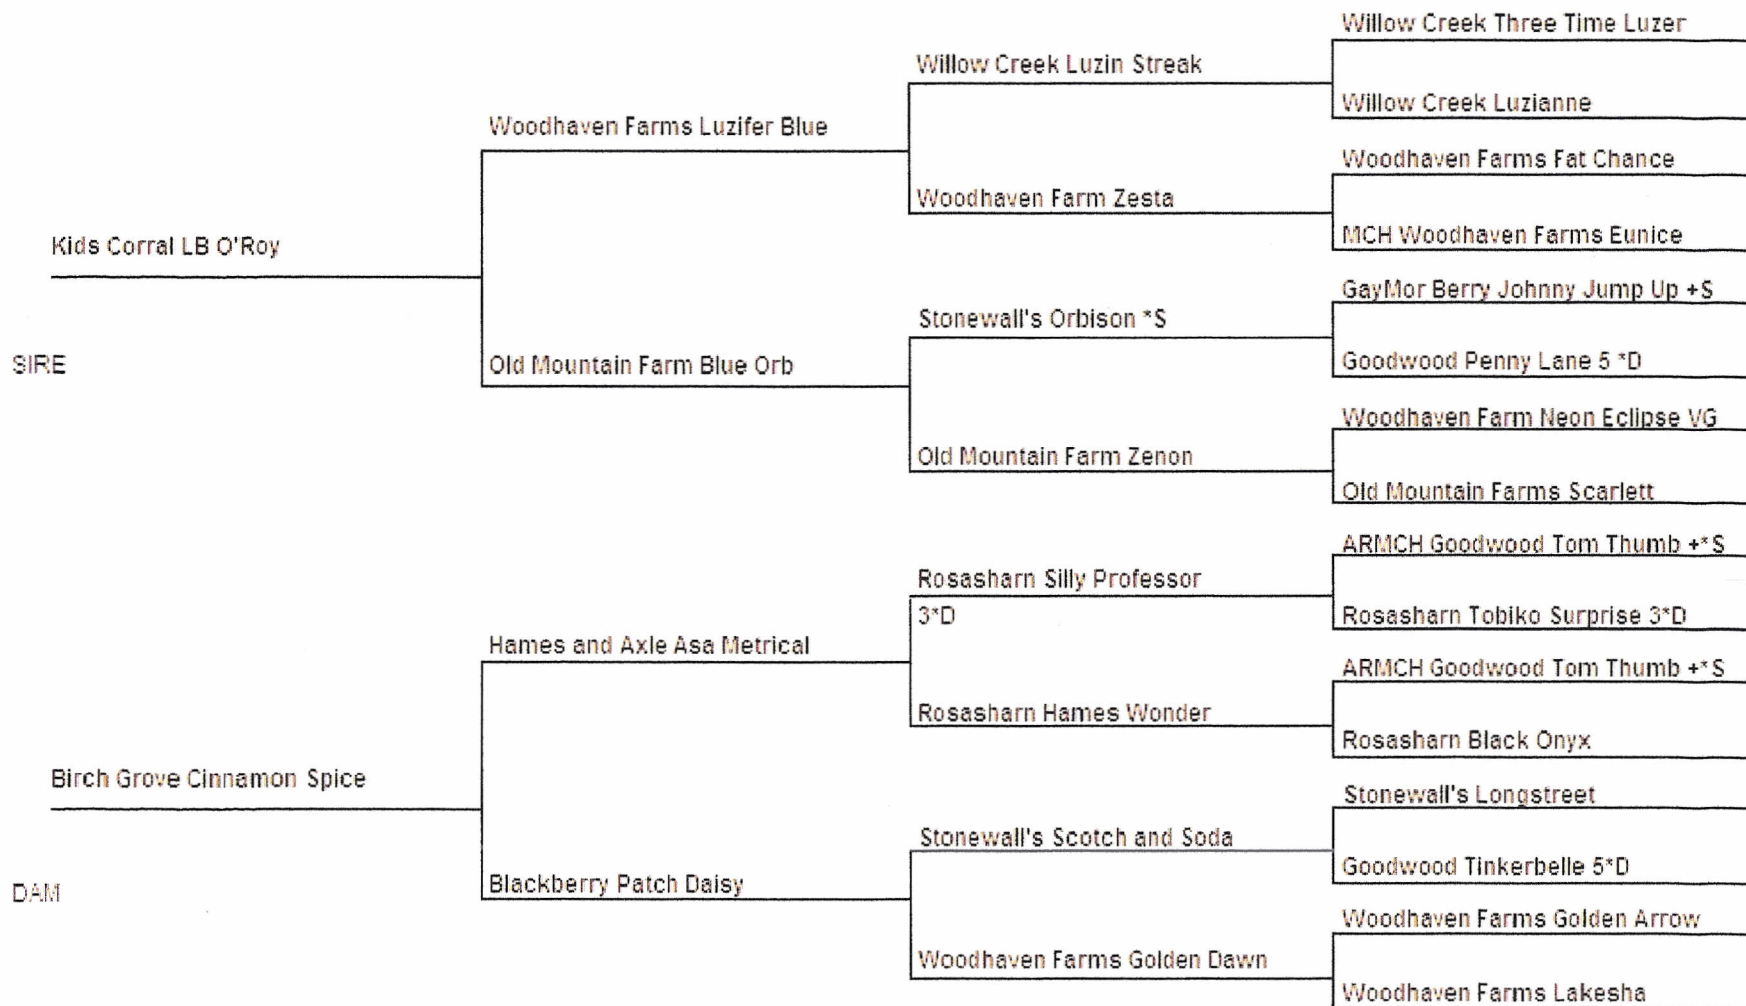 Willow Creek Three Time Luzer
Willow Creek Luzin Streak
Willow Creek Luzianne
Woodhaven Farms Luzifer Blue
Woodhaven Farms Fat Chance
Woodhaven Farm Zesta
MCH Woodhaven Farms Eunice
Kids Corral LB O'Roy
GayMor Berry Johnny Jump Up +S
Stonewall's Orbison *S
SIRE
Old Mountain Farm Blue Orb
Goodwood Penny Lane 5 *D
Woodhaven Farm Neon Eclipse VG
Old Mountain Farm Zenon
Old Mountain Farms Scarlett
ARMCH Goodwood Tom Thumb +*S
Rosasharn Silly Professor
3*D
Rosasharn Tobiko Surprise 3*D
Hames and Axle Asa Metrical
ARMCH Goodwood Tom Thumb +*S
Rosasharn Hames Wonder
Rosasharn Black Onyx
Birch Grove Cinnamon Spice
Stonewall's Longstreet
Stonewall's Scotch and Soda
Goodwood Tinkerbelle 5*D
DAM
Blackberry Patch Daisy
Woodhaven Farms Golden Arrow
Woodhaven Farms Golden Dawn
Woodhaven Farms Lakesha